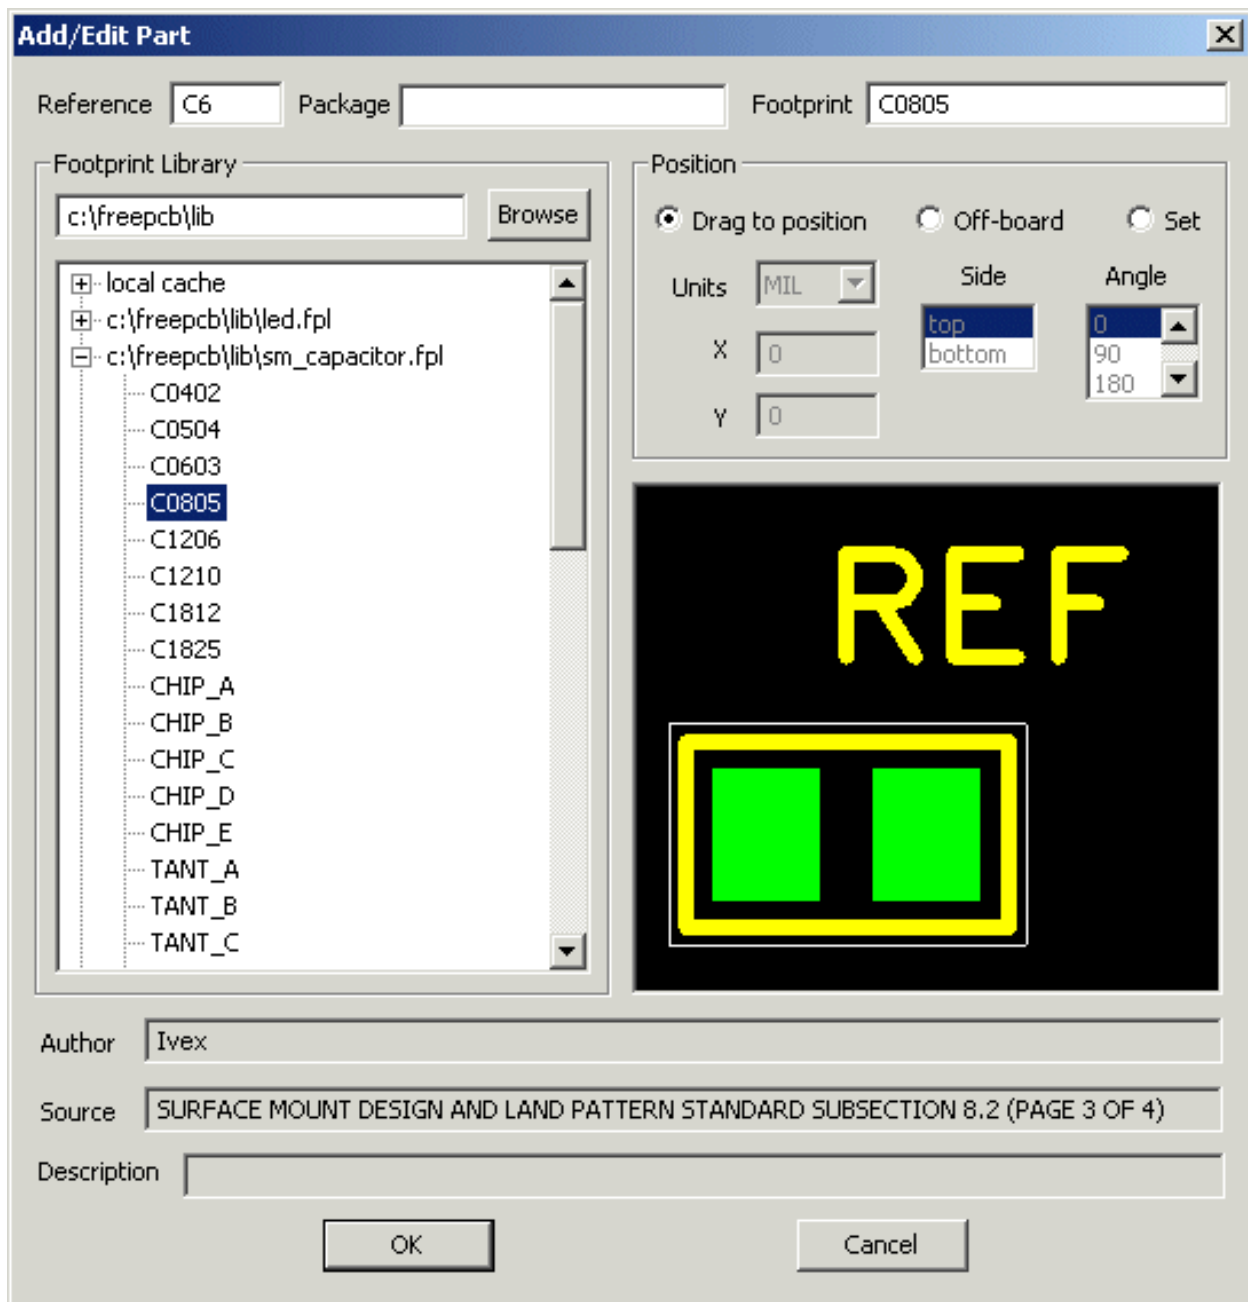 Add/Edit Part
Reference C6 Package Footprint C0805
Footprint Library
c:\freepcb\lib Browse
local cache
c:\freepcb\lib\led.fpl
c:\freepcb\lib\sm_capacitor.fpl
C0402
C0504
C0603
C0805
C1206
C1210
C1812
C1825
CHIP_A
CHIP_B
CHIP_C
CHIP_D
CHIP_E
TANT_A
TANT_B
TANT_C
Position
Drag to position Off-board Set
Units MIL
X 0
Y 0
Side
top
bottom
Angle
0
90
180
REF
Author Ivex
Source SURFACE MOUNT DESIGN AND LAND PATTERN STANDARD SUBSECTION 8.2 (PAGE 3 OF 4)
Description
OK Cancel